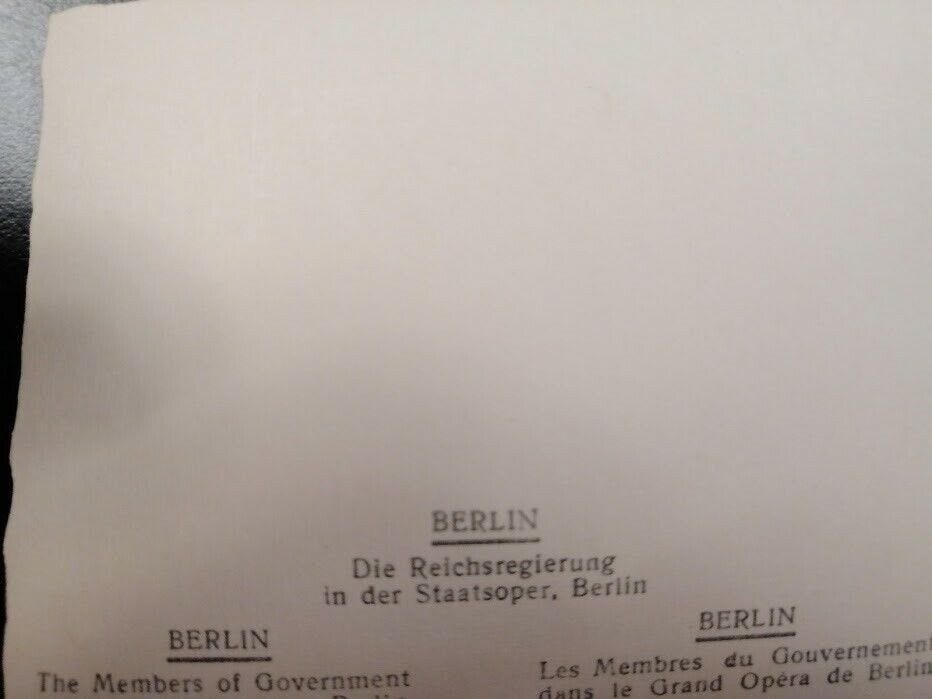 BERLIN
Die Reichsregierung
in der Staatsoper, Berlin
BERLIN
The Members of Government
Berlin
BERLIN
Les Membres du Gouvernement
dans le Grand Opéra de Berlin